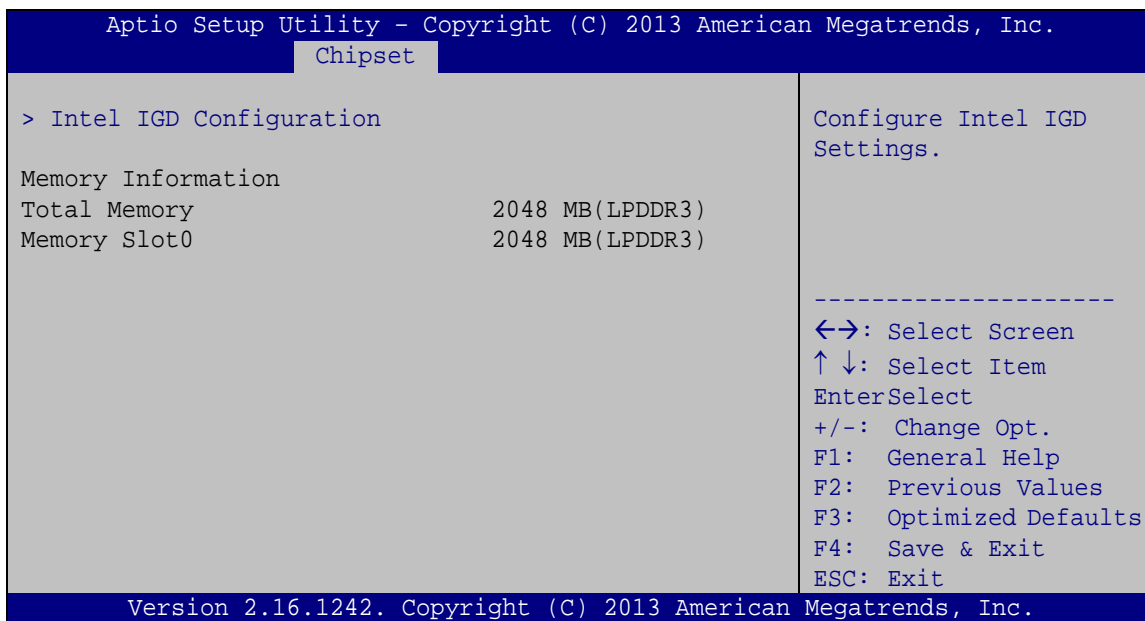 Aptio Setup Utility – Copyright (C) 2013 American Megatrends, Inc.
Chipset
> Intel IGD Configuration
Memory Information
Total Memory 2048 MB(LPDDR3)
Memory Slot0 2048 MB(LPDDR3)
Configure Intel IGD
Settings.
---------------------
←→: Select Screen
↑ ↓: Select Item
EnterSelect
+/-: Change Opt.
F1: General Help
F2: Previous Values
F3: Optimized Defaults
F4: Save & Exit
ESC: Exit
Version 2.16.1242. Copyright (C) 2013 American Megatrends, Inc.